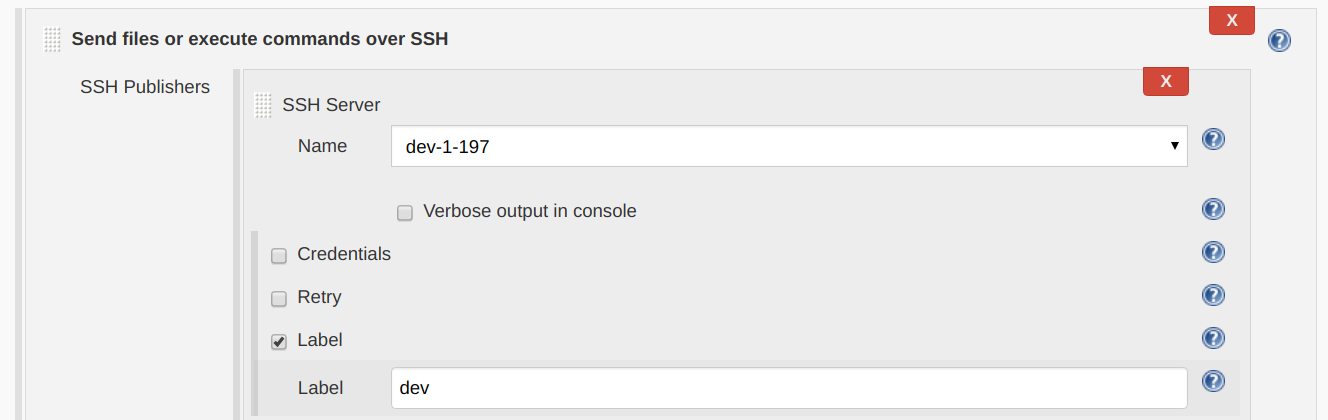 X
Send files or execute commands over SSH
?
SSH Publishers
X
SSH Server
Name
dev-1-197
?
Verbose output in console
?
Credentials
?
Retry
?
Label
?
Label
dev
?